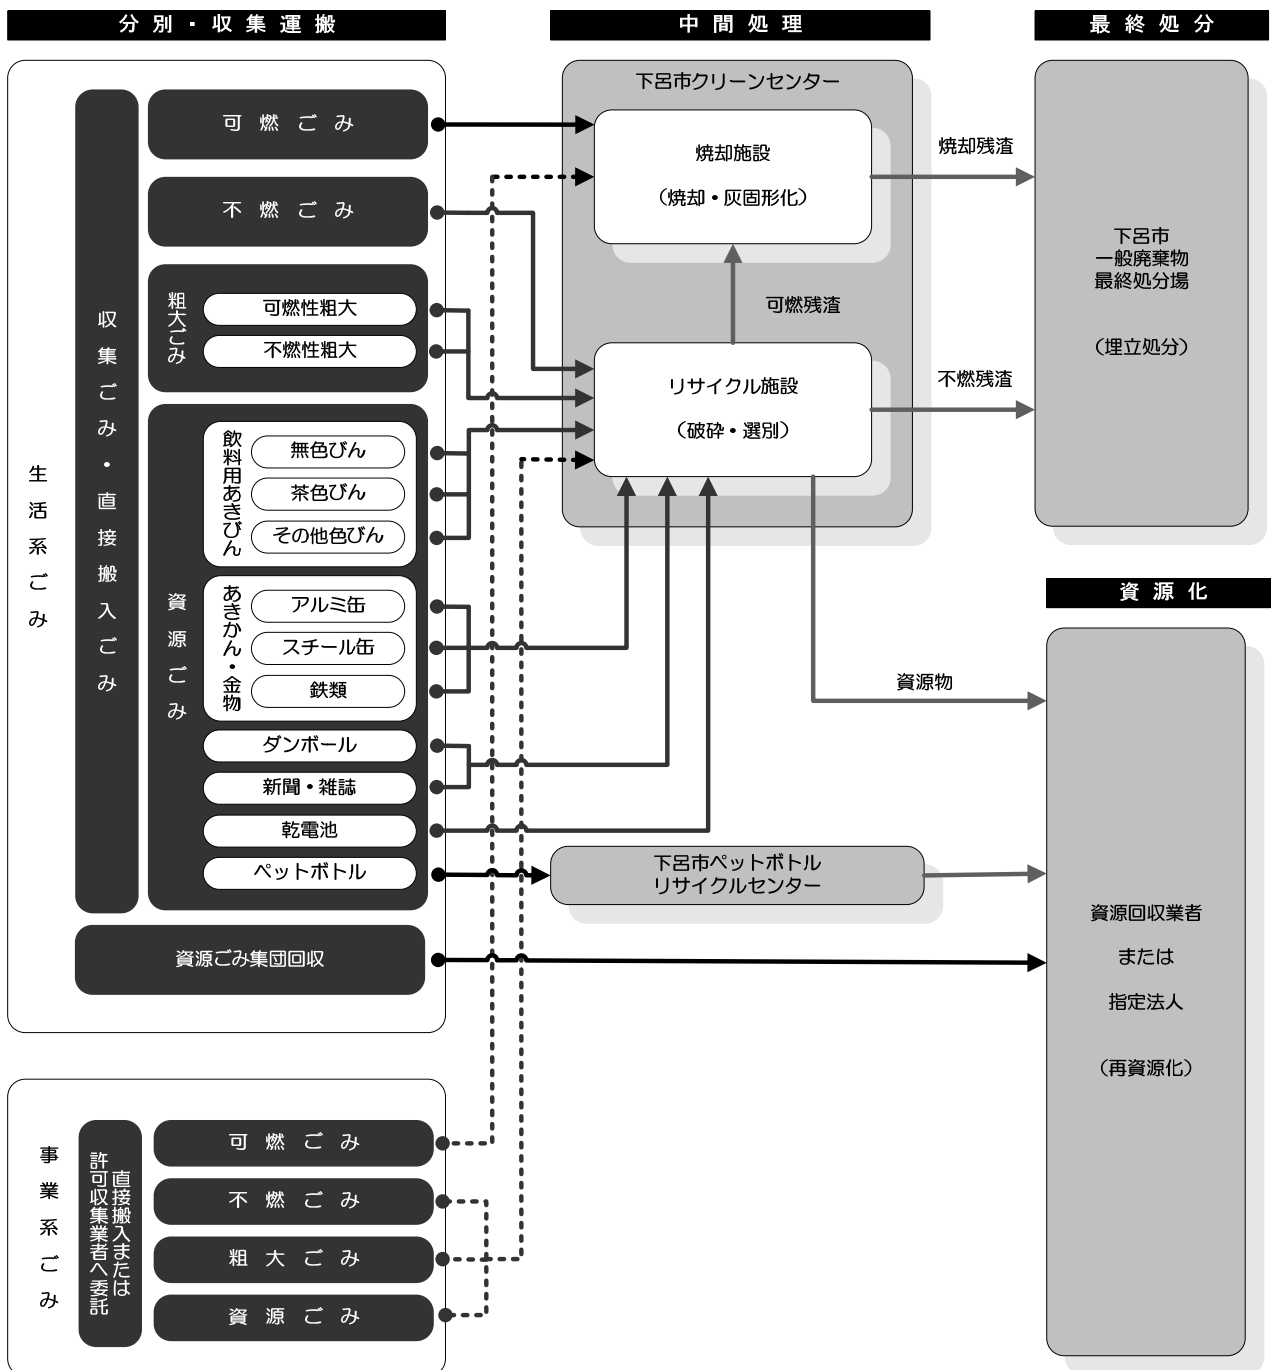 分別・収集運搬
中間処理
最終処分
生活系ごみ
収集ごみ・直接搬入ごみ
可燃ごみ
不燃ごみ
粗大ごみ
可燃性粗大
不燃性粗大
資源ごみ
飲料用あきびん
無色びん
茶色びん
その他色びん
あきかん・金物
アルミ缶
スチール缶
鉄類
ダンボール
新聞・雑誌
乾電池
ペットボトル
資源ごみ集団回収
事業系ごみ
直接搬入または
許可収集業者へ委託
可燃ごみ
不燃ごみ
粗大ごみ
資源ごみ
下呂市クリーンセンター
焼却施設
（焼却・灰固形化）
可燃残渣
リサイクル施設
（破砕・選別）
下呂市ペットボトル
リサイクルセンター
焼却残渣
不燃残渣
資源物
下呂市
一般廃棄物
最終処分場
（埋立処分）
資源化
資源回収業者
または
指定法人
（再資源化）